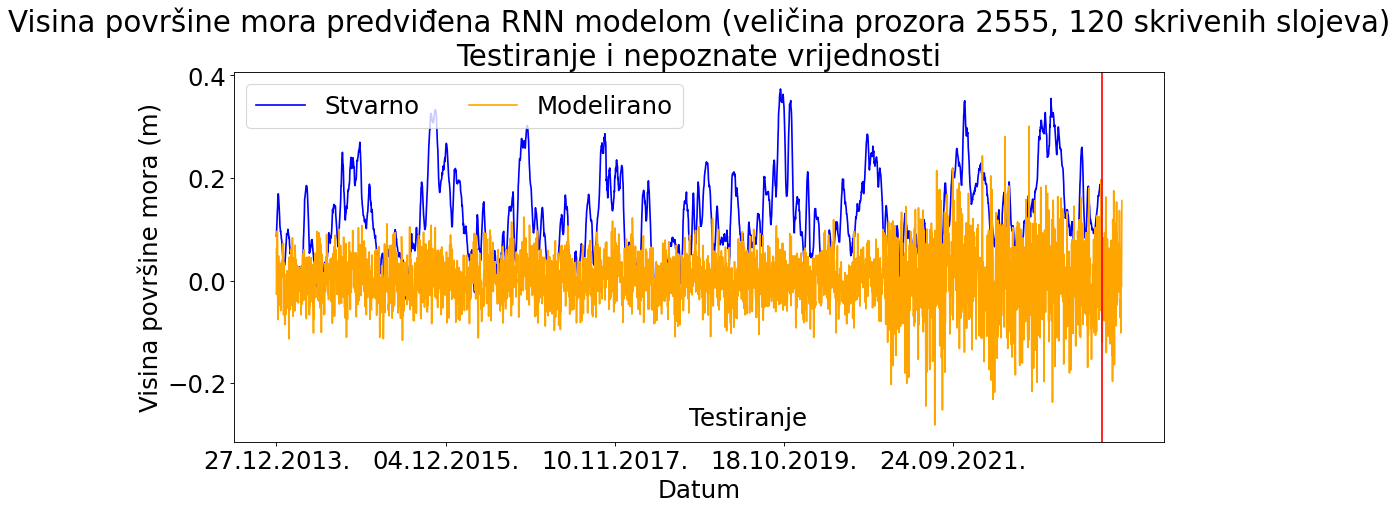 Visina površine mora predviđena RNN modelom (veličina prozora 2555, 120 skrivenih slojeva)
Testiranje i nepoznate vrijednosti
Stvarno
Modelirano
Visina površine mora (m)
0.4
0.2
0.0
−0.2
Testiranje
27.12.2013.
04.12.2015.
10.11.2017.
18.10.2019.
24.09.2021.
Datum